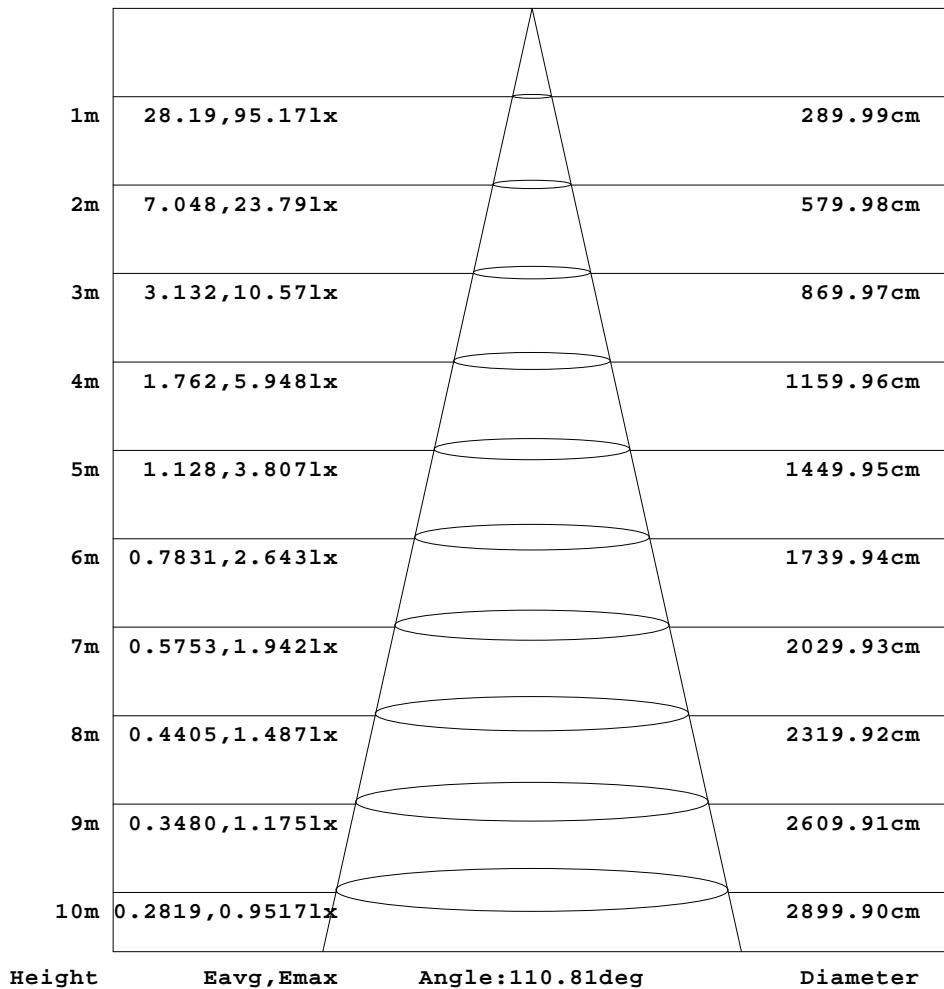 1m 28.19,95.17lx 289.99cm
2m 7.048,23.79lx 579.98cm
3m 3.132,10.57lx 869.97cm
4m 1.762,5.948lx 1159.96cm
5m 1.128,3.807lx 1449.95cm
6m 0.7831,2.643lx 1739.94cm
7m 0.5753,1.942lx 2029.93cm
8m 0.4405,1.487lx 2319.92cm
9m 0.3480,1.175lx 2609.91cm
10m 0.2819,0.9517lx 2899.90cm
Height Eavg,Emax Angle:110.81deg Diameter